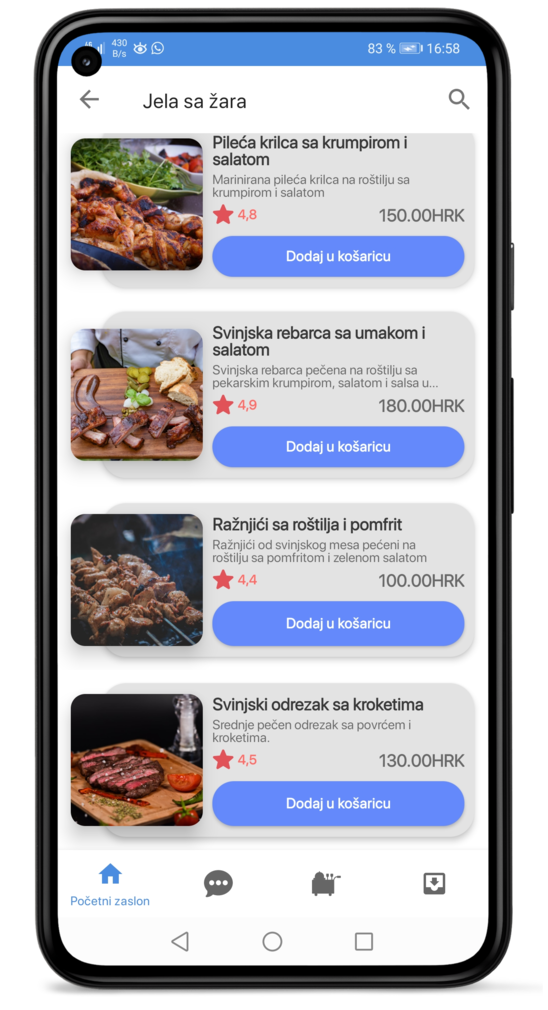 430
B/s
83 %
16:58
Jela sa žara
Pileća krilca sa krumpirom i
salatom
Marinirana pileća krilca na roštilju sa
krumpirom i salatom
4,8
150.00HRK
Dodaj u košaricu
Svinjska rebarca sa umakom i
salatom
Svinjska rebarca pečena na roštilju sa
pekarskim krumpirom, salatom i salsa u...
4,9
180.00HRK
Dodaj u košaricu
Ražnjići sa roštilja i pomfrit
Ražnjići od svinjskog mesa pećeni na
roštilju sa pomfritom i zelenom salatom
4,4
100.00HRK
Dodaj u košaricu
Svinjski odrezak sa kroketima
Srednje pečen odrezak sa povrćem i
kroketima.
4,5
130.00HRK
Dodaj u košaricu
Početni zaslon